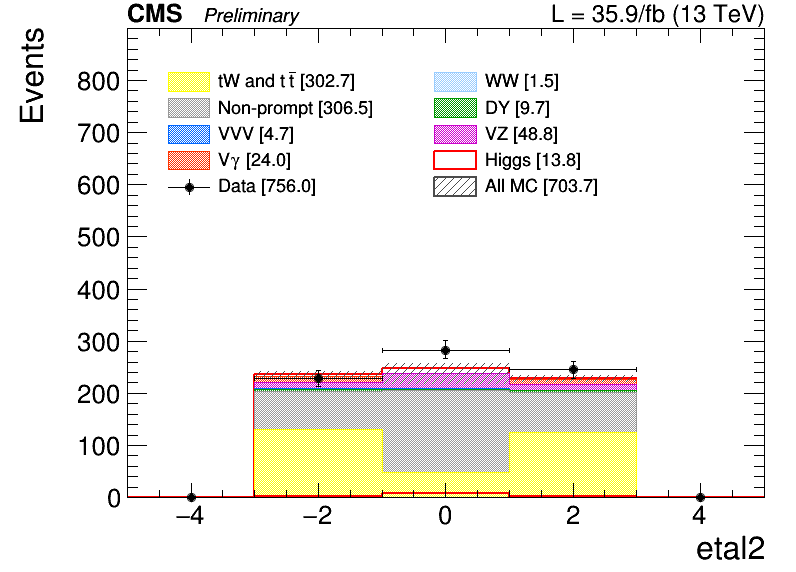 CMS Preliminary L = 35.9/fb (13 TeV)
Events
800
700
600
500
400
300
200
100
0
tW and t t̅ [302.7]
Non-prompt [306.5]
VVV [4.7]
Vγ [24.0]
Data [756.0]
WW [1.5]
DY [9.7]
VZ [48.8]
Higgs [13.8]
All MC [703.7]
−4 −2 0 2 4
etal2